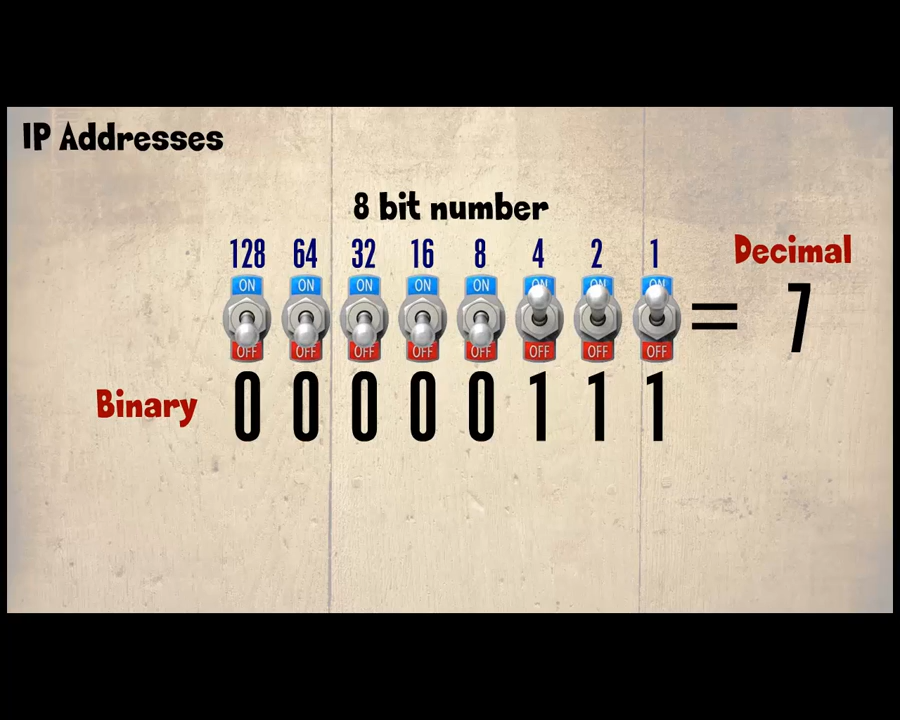 IP Addresses
8 bit number
128 64 32 16 8 4 2 1
Decimal
ON ON ON ON ON ON ON ON
= 7
OFF OFF OFF OFF OFF OFF OFF OFF
Binary 0 0 0 0 0 1 1 1